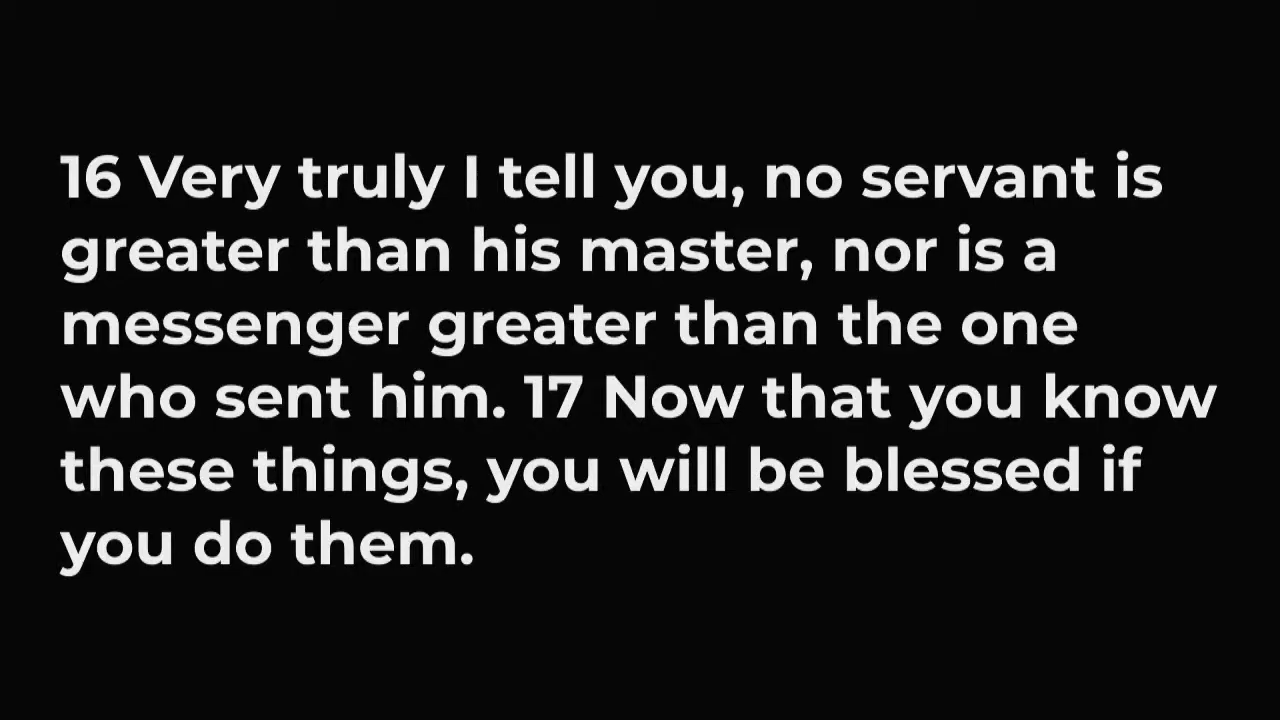 16 Very truly I tell you, no servant is
greater than his master, nor is a
messenger greater than the one
who sent him. 17 Now that you know
these things, you will be blessed if
you do them.